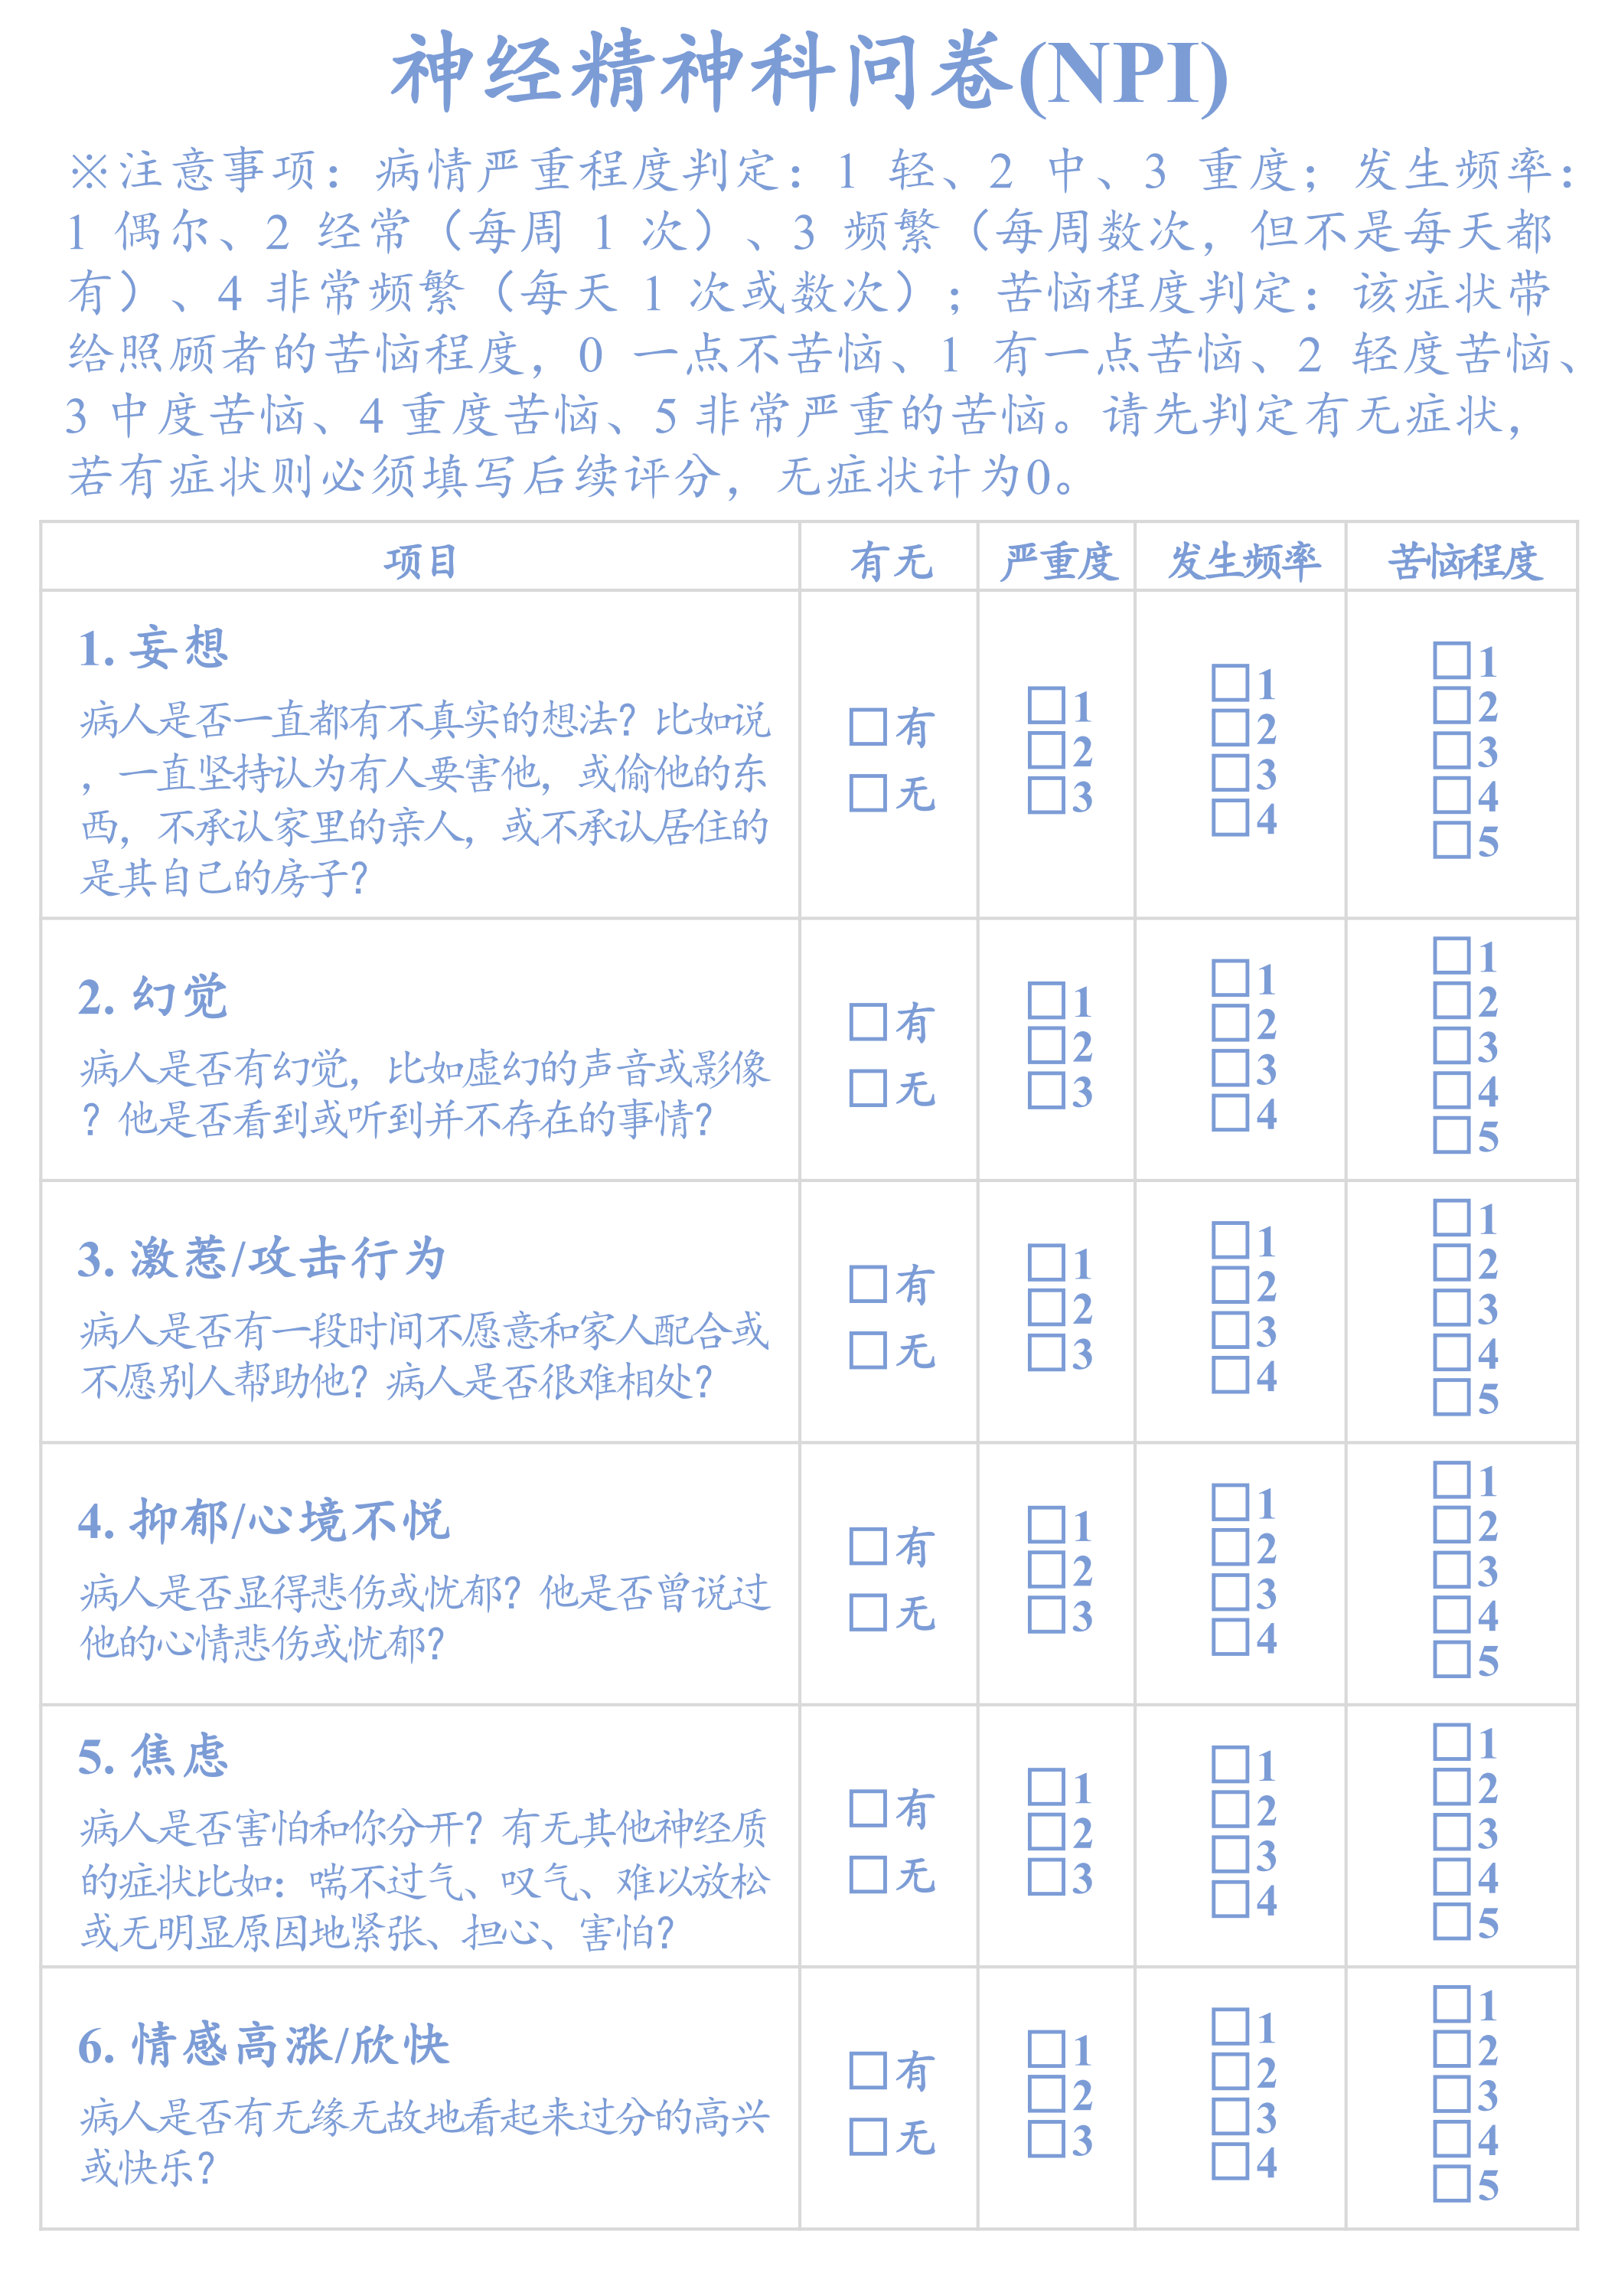 神经精神科问卷(NPI)
※注意事项：病情严重程度判定：1 轻、2 中、3 重度；发生频率：
1 偶尔、2 经常（每周 1 次）、3 频繁（每周数次，但不是每天都
有）、4 非常频繁（每天 1 次或数次）；苦恼程度判定：该症状带
给照顾者的苦恼程度，0 一点不苦恼、1 有一点苦恼、2 轻度苦恼、
3 中度苦恼、4 重度苦恼、5 非常严重的苦恼。请先判定有无症状，
若有症状则必须填写后续评分，无症状计为0。
项目 有无 严重度 发生频率 苦恼程度
1. 妄想
病人是否一直都有不真实的想法？比如说
，一直坚持认为有人要害他，或偷他的东
西，不承认家里的亲人，或不承认居住的
是其自己的房子？
□有
□无
□1
□2
□3
□1
□2
□3
□4
□1
□2
□3
□4
□5
2. 幻觉
病人是否有幻觉，比如虚幻的声音或影像
？他是否看到或听到并不存在的事情？
□有
□无
□1
□2
□3
□1
□2
□3
□4
□1
□2
□3
□4
□5
3. 激惹/攻击行为
病人是否有一段时间不愿意和家人配合或
不愿别人帮助他？病人是否很难相处？
□有
□无
□1
□2
□3
□1
□2
□3
□4
□1
□2
□3
□4
□5
4. 抑郁/心境不悦
病人是否显得悲伤或忧郁？他是否曾说过
他的心情悲伤或忧郁？
□有
□无
□1
□2
□3
□1
□2
□3
□4
□1
□2
□3
□4
□5
5. 焦虑
病人是否害怕和你分开？有无其他神经质
的症状比如：喘不过气、叹气、难以放松
或无明显原因地紧张、担心、害怕？
□有
□无
□1
□2
□3
□1
□2
□3
□4
□1
□2
□3
□4
□5
6. 情感高涨/欣快
病人是否有无缘无故地看起来过分的高兴
或快乐？
□有
□无
□1
□2
□3
□1
□2
□3
□4
□1
□2
□3
□4
□5